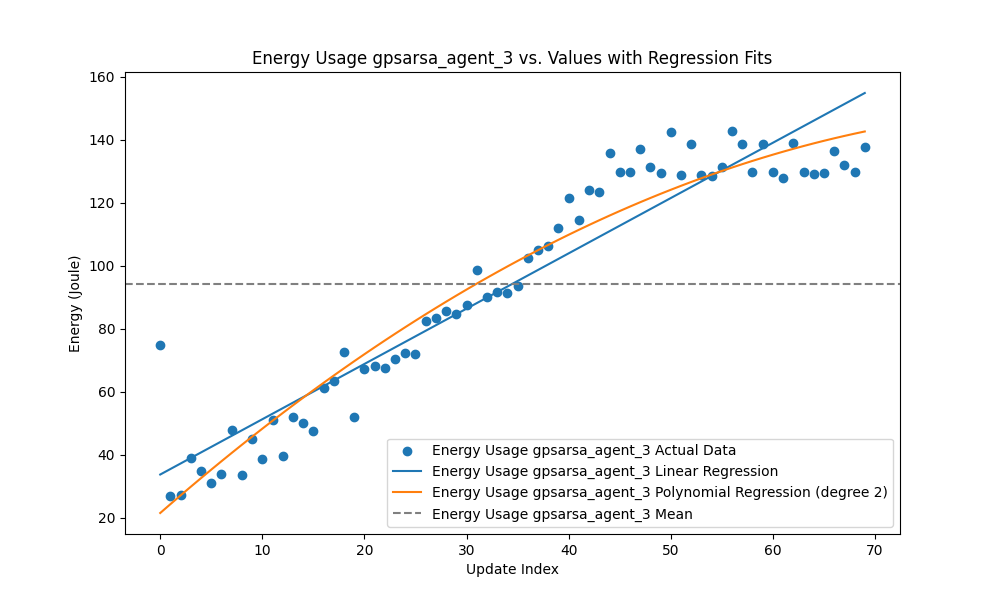 Energy Usage gpsarsa_agent_3 vs. Values with Regression Fits
160
140
120
100
80
60
40
20
Energy (Joule)
Energy Usage gpsarsa_agent_3 Actual Data
Energy Usage gpsarsa_agent_3 Linear Regression
Energy Usage gpsarsa_agent_3 Polynomial Regression (degree 2)
Energy Usage gpsarsa_agent_3 Mean
0 10 20 30 40 50 60 70
Update Index